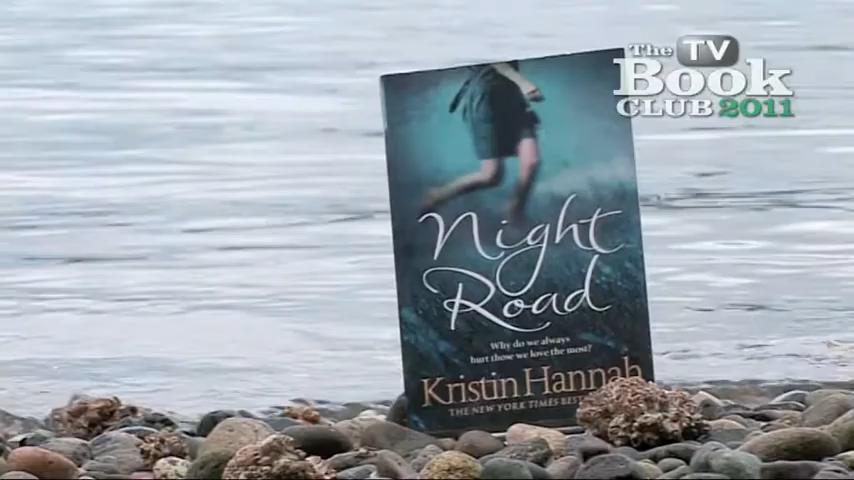 The TV
Book
CLUB 2011
Night
Road
Why do we always
hurt those we love the most?
Kristin Hannah
THE NEW YORK TIMES